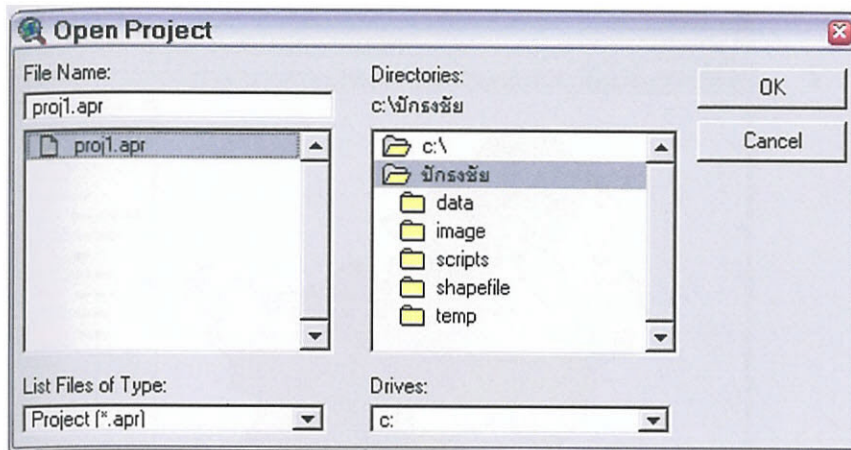 Open Project
File Name:
proj1.apr
proj1.apr
List Files of Type:
Project (*.apr)
Directories:
c:\ปักธงชัย
c:\
ปักธงชัย
data
image
scripts
shapefile
temp
Drives:
c:
OK
Cancel